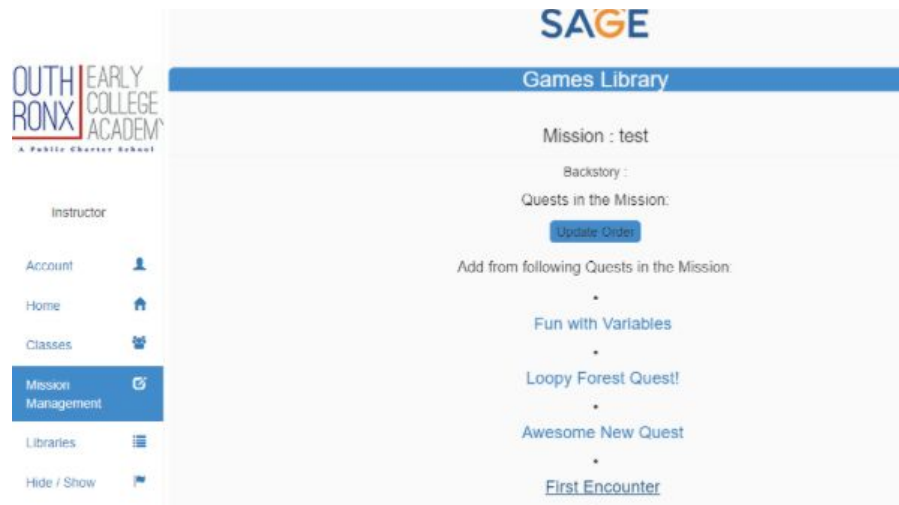 SAGE
OUTH EARLY
RONX COLLEGE
ACADEMY
A Public Charter School
Games Library
Mission : test
Backstory :
Quests in the Mission:
Update Order
Add from following Quests in the Mission:
Fun with Variables
Loopy Forest Quest!
Awesome New Quest
First Encounter
Instructor
Account
Home
Classes
Mission
Management
Libraries
Hide / Show